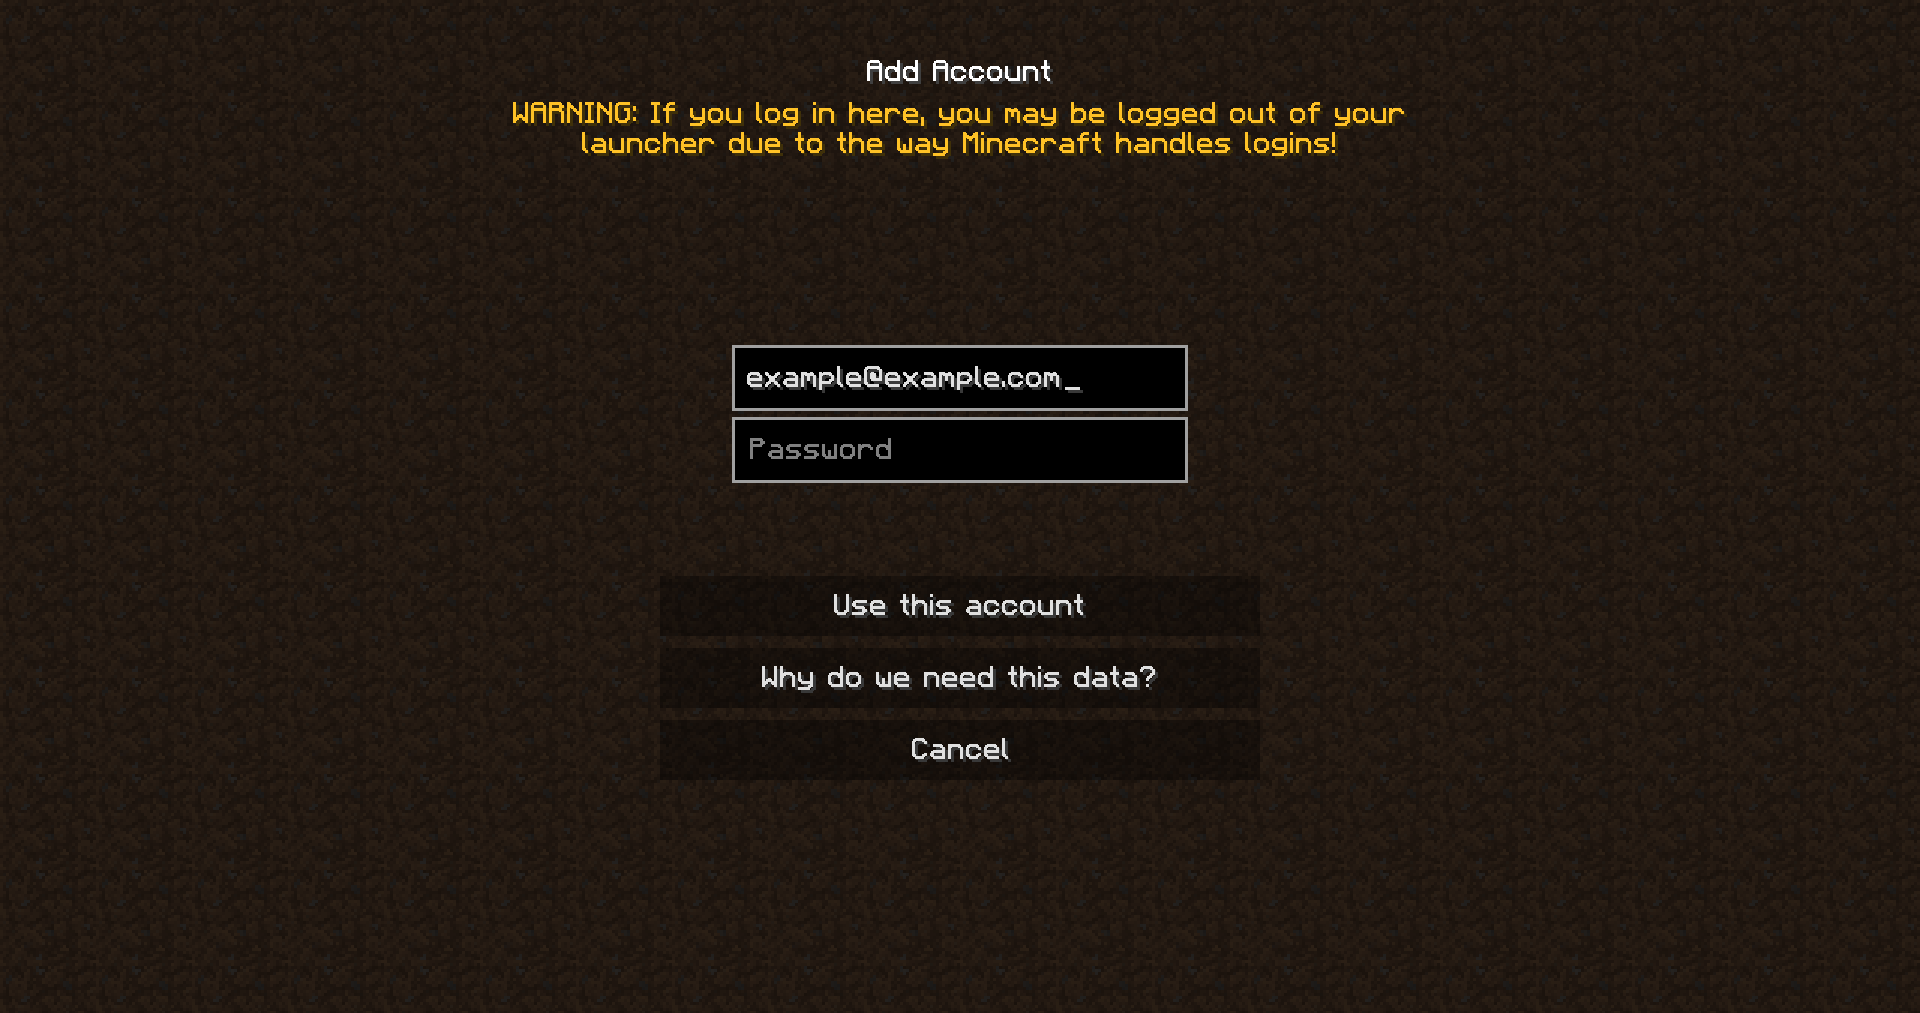 Add Account
WARNING: If you log in here, you may be logged out of your
launcher due to the way Minecraft handles logins!
example@example.com_
Password
Use this account
Why do we need this data?
Cancel